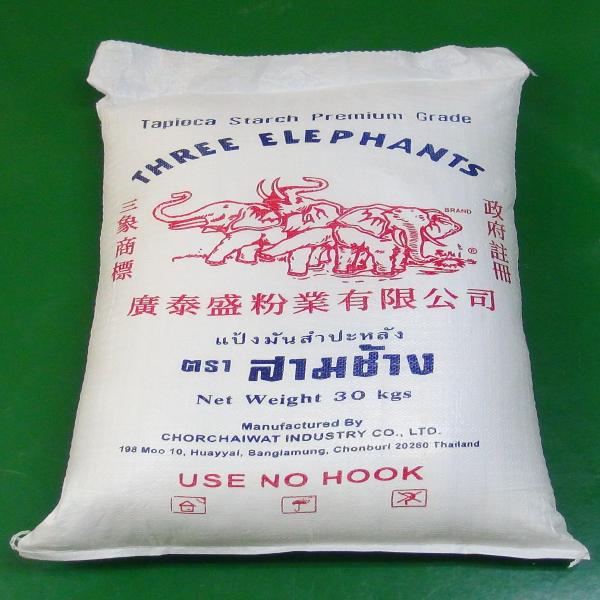 Tapioca Starch Premium Grade
THREE ELEPHANTS
三象商標
BRAND
®
政府註冊
廣泰盛粉業有限公司
แป้งมันสำปะหลัง
ตรา สามช้าง
Net Weight 30 kgs
Manufactured By
CHORCHAIWAT INDUSTRY CO., LTD.
198 Moo 10, Huayyai, Banglamung, Chonburi 20260 Thailand
USE NO HOOK